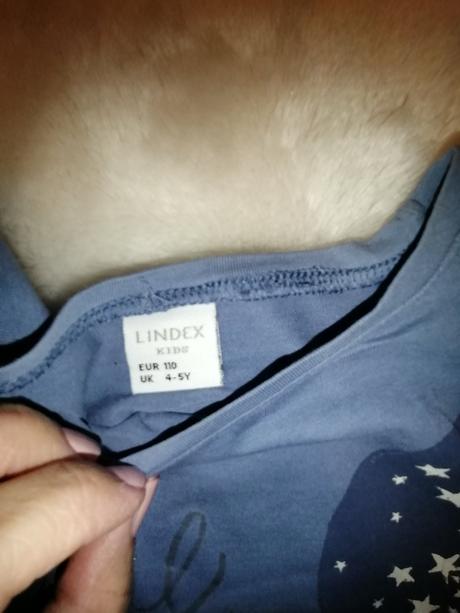 LINDEX
KIDS
EUR 110
UK 4-5Y